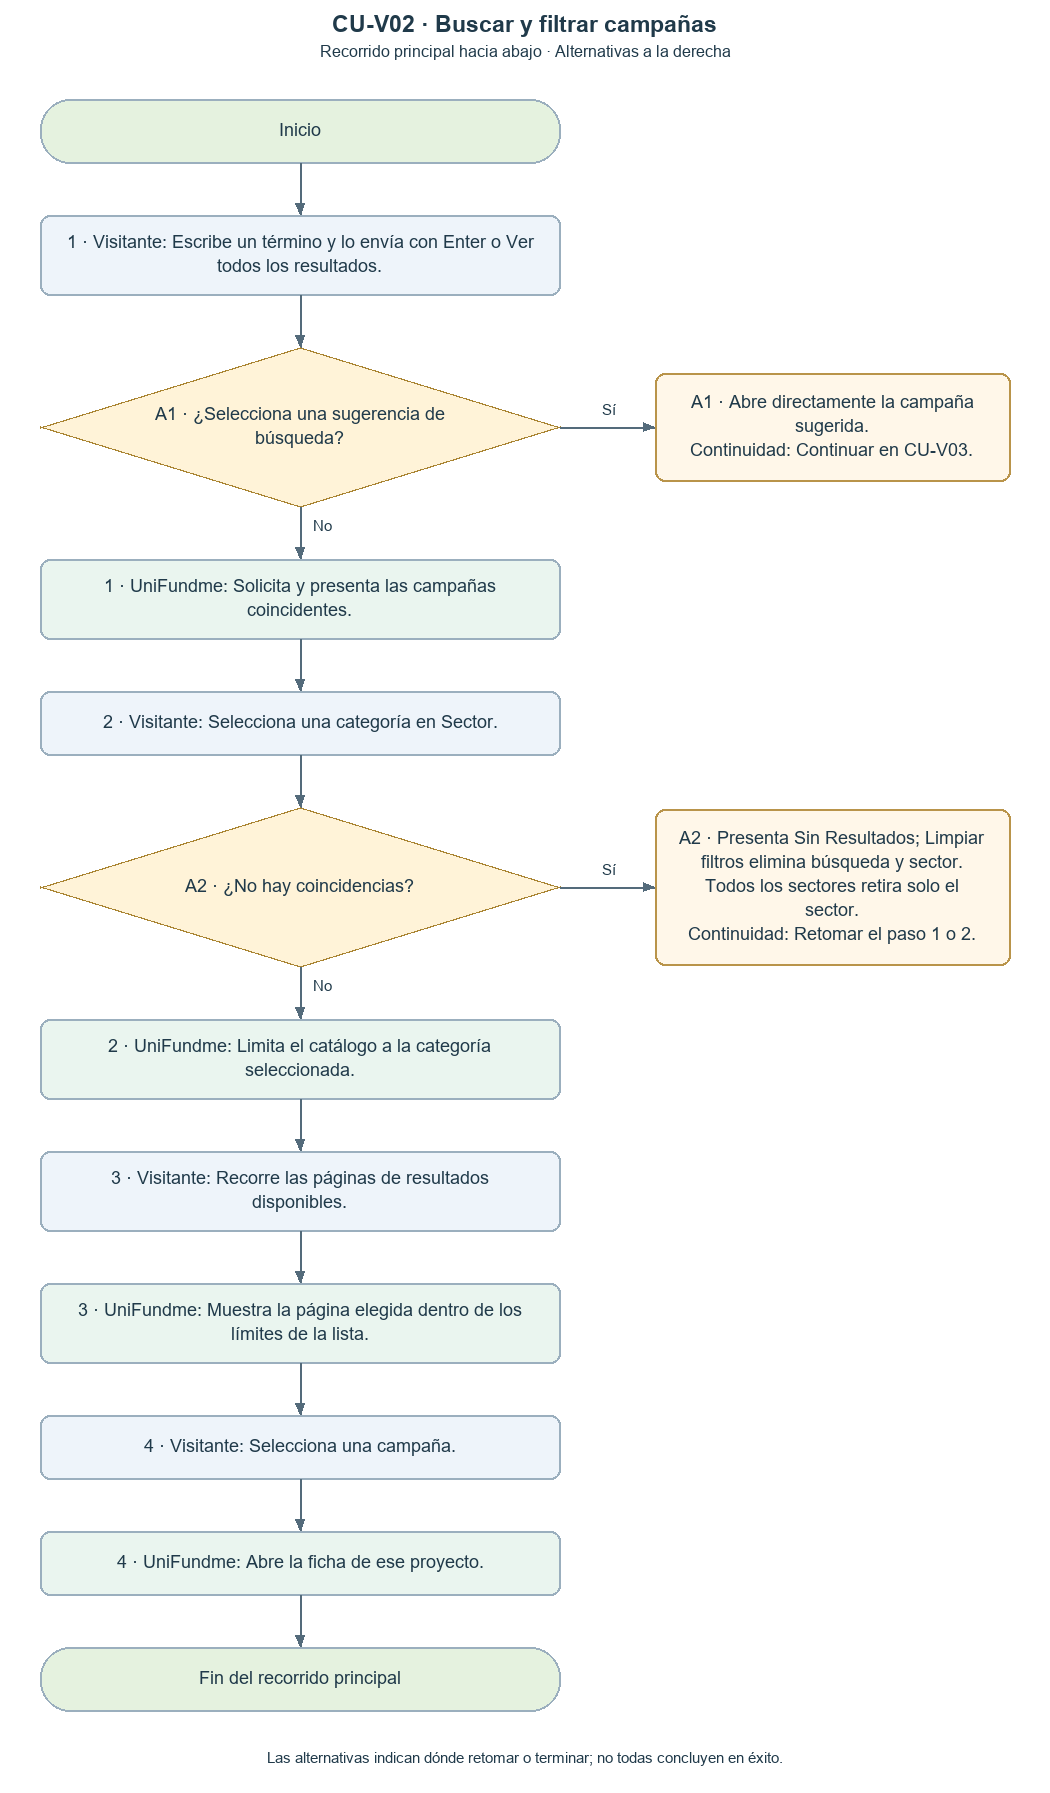 CU-V02 · Buscar y filtrar campañas
Recorrido principal hacia abajo · Alternativas a la derecha
Inicio
1 · Visitante: Escribe un término y lo envía con Enter o Ver
todos los resultados.
A1 · ¿Selecciona una sugerencia de
búsqueda?
Sí
A1 · Abre directamente la campaña
sugerida.
Continuidad: Continuar en CU-V03.
No
1 · UniFundme: Solicita y presenta las campañas
coincidentes.
2 · Visitante: Selecciona una categoría en Sector.
A2 · ¿No hay coincidencias?
Sí
A2 · Presenta Sin Resultados; Limpiar
filtros elimina búsqueda y sector.
Todos los sectores retira solo el
sector.
Continuidad: Retomar el paso 1 o 2.
No
2 · UniFundme: Limita el catálogo a la categoría
seleccionada.
3 · Visitante: Recorre las páginas de resultados
disponibles.
3 · UniFundme: Muestra la página elegida dentro de los
límites de la lista.
4 · Visitante: Selecciona una campaña.
4 · UniFundme: Abre la ficha de ese proyecto.
Fin del recorrido principal
Las alternativas indican dónde retomar o terminar; no todas concluyen en éxito.